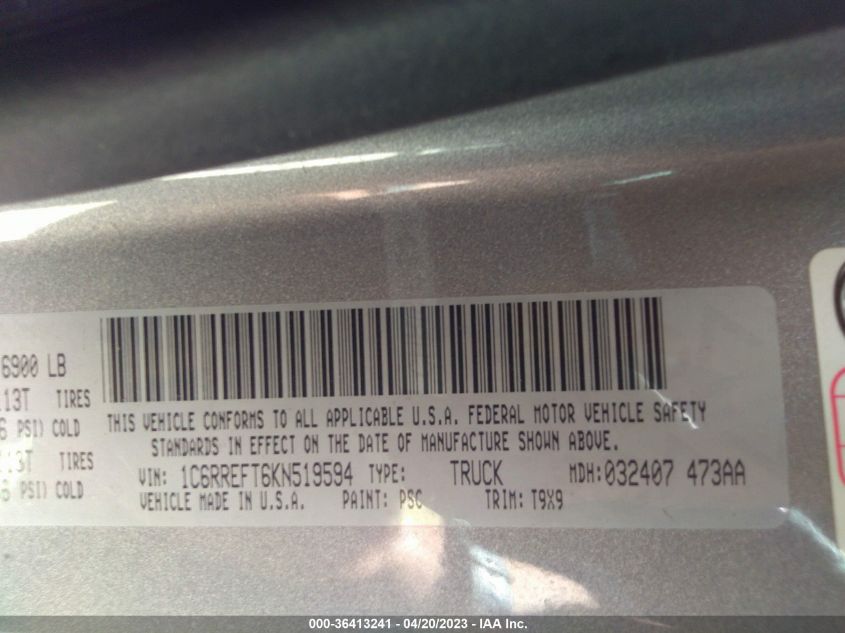 6900 LB
13T TIRES
PSI) COLD
13T TIRES
PSI) COLD
THIS VEHICLE CONFORMS TO ALL APPLICABLE U.S.A. FEDERAL MOTOR VEHICLE SAFETY
STANDARDS IN EFFECT ON THE DATE OF MANUFACTURE SHOWN ABOVE.
VIN: 1C6RREFT6KN519594 TYPE: TRUCK MDH:032407 473AA
VEHICLE MADE IN U.S.A. PAINT: PSC TRIM: T9X9
000-36413241 - 04/20/2023 - IAA Inc.